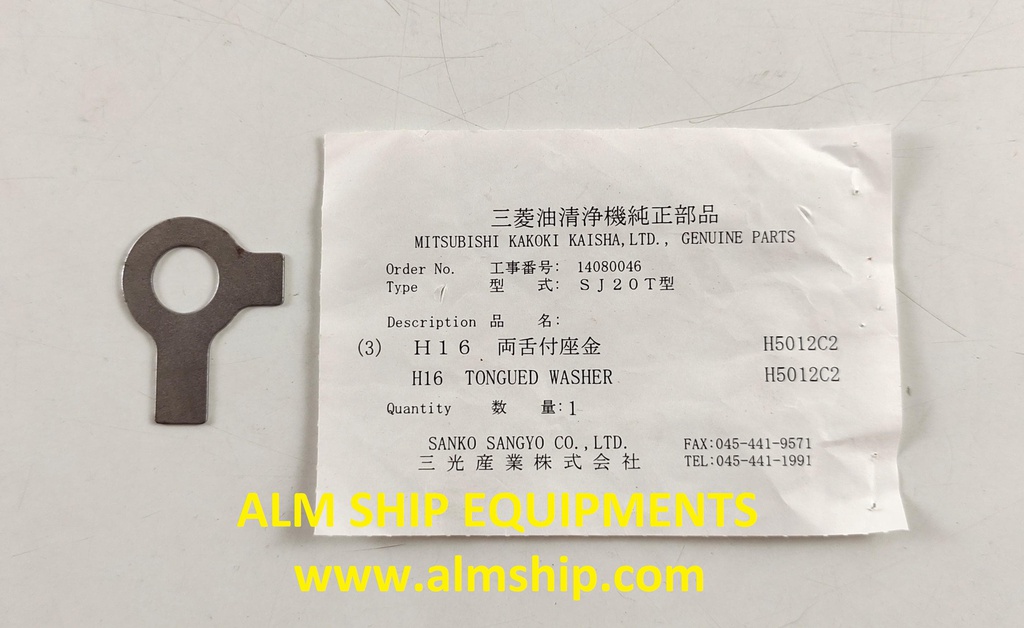 三菱油清浄機純正部品
MITSUBISHI KAKOKI KAISHA,LTD., GENUINE PARTS
Order No. 工事番号: 14080046
Type 型 式: ＳＪ２０Ｔ型
Description 品 名:
(3) Ｈ１６ 両舌付座金 H5012C2
H16 TONGUED WASHER H5012C2
Quantity 数 量: 1
SANKO SANGYO CO.,LTD. FAX:045-441-9571
三光産業株式会社 TEL:045-441-1991
ALM SHIP EQUIPMENTS
www.almship.com